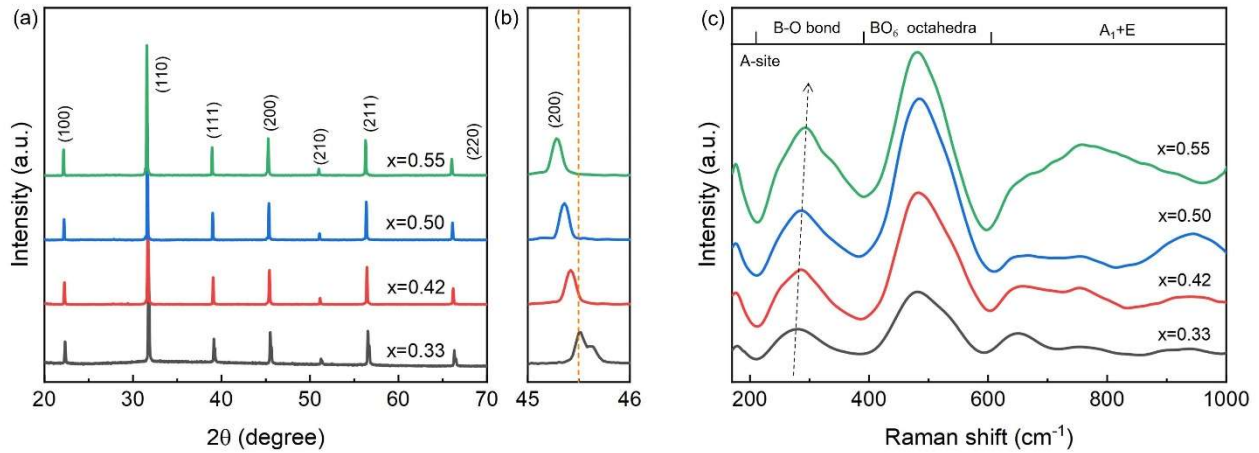 (a)
(100)
(110)
(111)
(200)
(210)
(211)
(220)
x=0.55
x=0.50
x=0.42
x=0.33
Intensity (a.u.)
20 30 40 50 60 70
2θ (degree)
(b)
(200)
45 46
(c)
B-O bond BO₆ octahedra A₁+E
A-site
x=0.55
x=0.50
x=0.42
x=0.33
Intensity (a.u.)
200 400 600 800 1000
Raman shift (cm⁻¹)